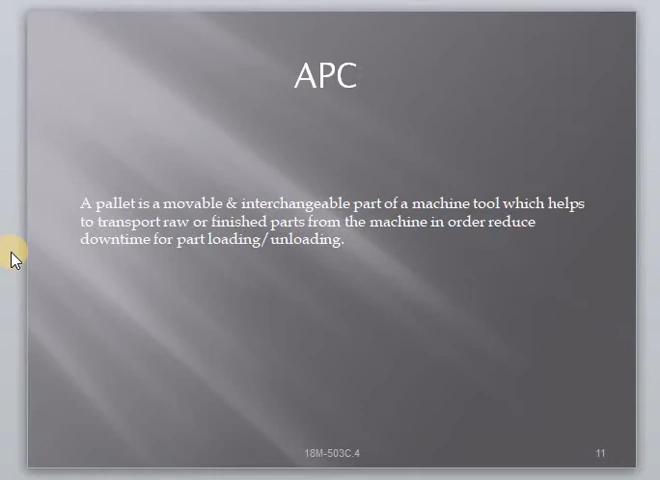 APC
A pallet is a movable & interchangeable part of a machine tool which helps
to transport raw or finished parts from the machine in order reduce
downtime for part loading/unloading.
18M-503C.4
11